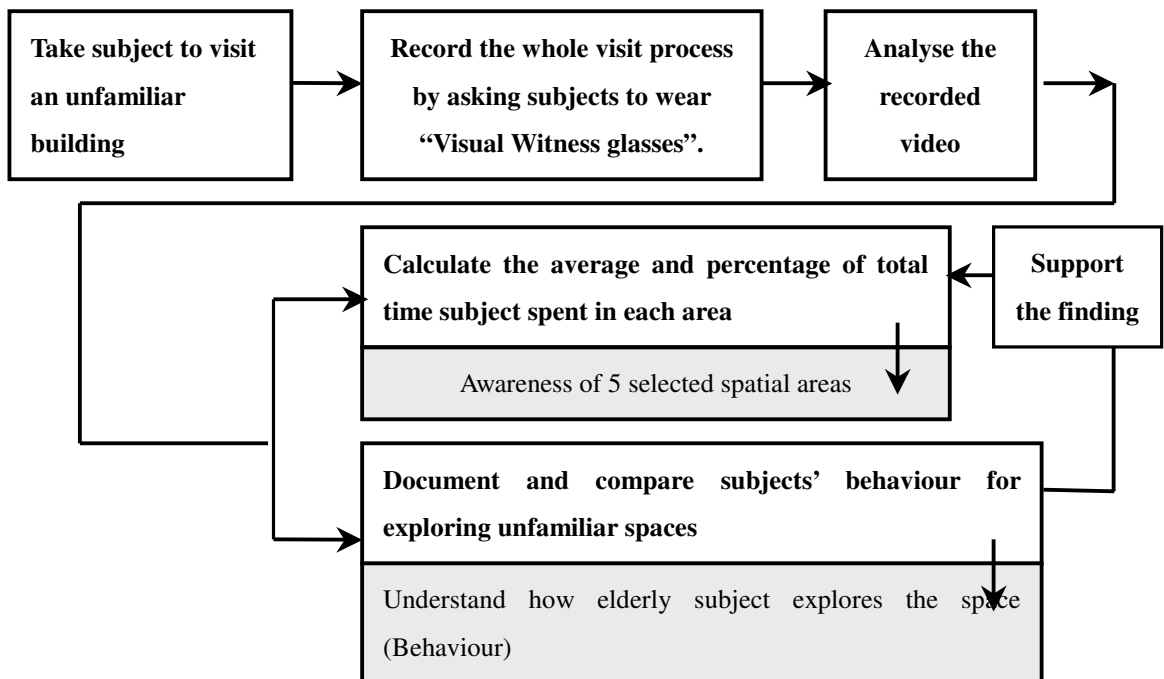 Take subject to visit
an unfamiliar
building
Record the whole visit process
by asking subjects to wear
“Visual Witness glasses”.
Analyse the
recorded
video
Calculate the average and percentage of total
time subject spent in each area
Awareness of 5 selected spatial areas
Support
the finding
Document and compare subjects’ behaviour for
exploring unfamiliar spaces
Understand how elderly subject explores the space
(Behaviour)